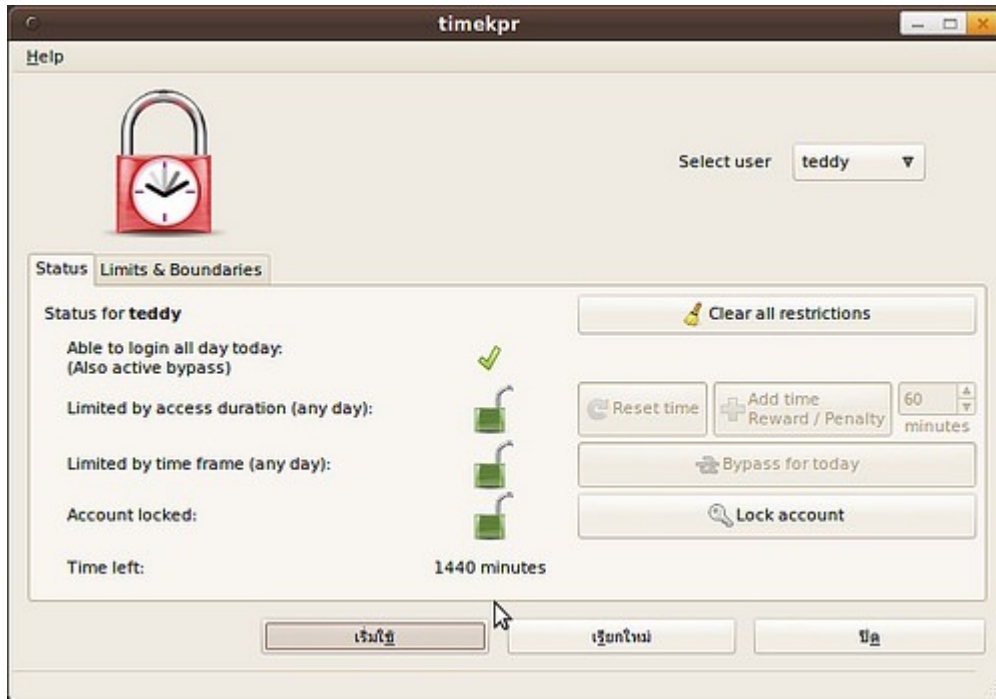 timekpr
Help
Select user teddy
Status Limits & Boundaries
Status for teddy
Clear all restrictions
Able to login all day today:
(Also active bypass)
Limited by access duration (any day):
Reset time
Add time
Reward / Penalty
60
minutes
Limited by time frame (any day):
Bypass for today
Account locked:
Lock account
Time left:
1440 minutes
เริ่มใช้ เรียกใหม่ ปิด